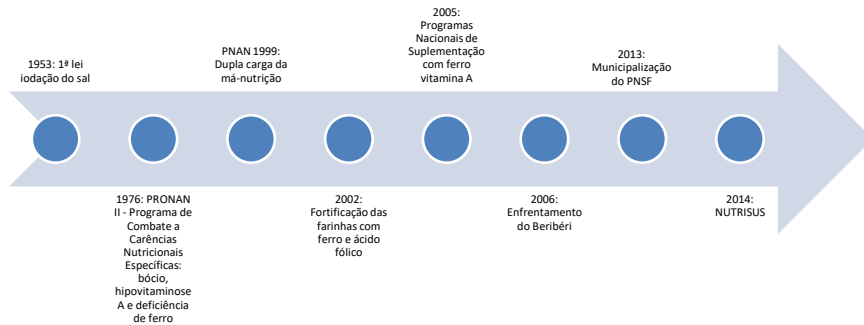 1953: 1ª lei
iodação do sal
1976: PRONAN
II - Programa de
Combate a
Carências
Nutricionais
Específicas:
bócio,
hipovitaminose
A e deficiência
de ferro
PNAN 1999:
Dupla carga da
má-nutrição
2002:
Fortificação das
farinhas com
ferro e ácido
fólico
2005:
Programas
Nacionais de
Suplementação
com ferro
vitamina A
2006:
Enfrentamento
do Beribéri
2013:
Municipalização
do PNSF
2014:
NUTRISUS